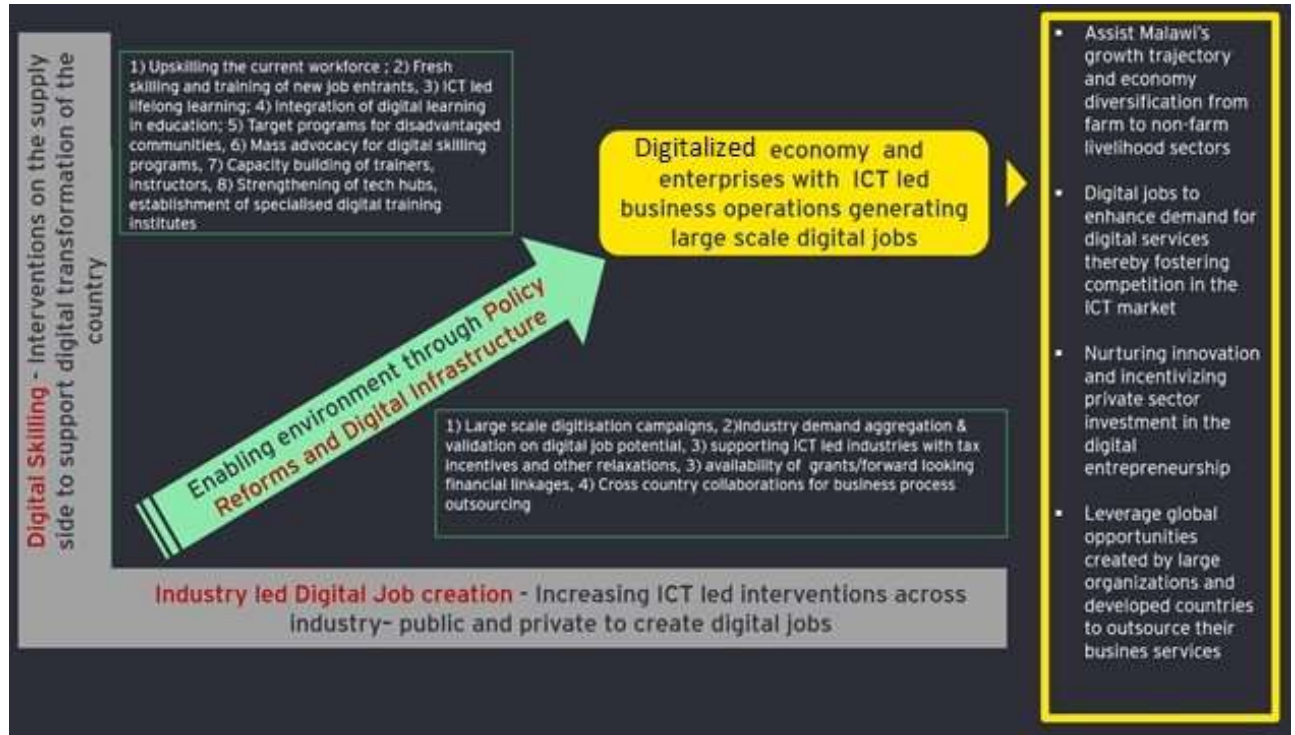 Digital Skilling - Interventions on the supply
side to support digital transformation of the
country
1) Upskilling the current workforce ; 2) Fresh
skilling and training of new job entrants, 3) ICT led
lifelong learning; 4) Integration of digital learning
in education; 5) Target programs for disadvantaged
communities, 6) Mass advocacy for digital skilling
programs, 7) Capacity building of trainers,
instructors, 8) Strengthening of tech hubs,
establishment of specialised digital training
institutes
Enabling environment through Policy
Reforms and Digital Infrastructure
Digitalized economy and
enterprises with ICT led
business operations generating
large scale digital jobs
1) Large scale digitisation campaigns, 2)Industry demand aggregation &
validation on digital job potential, 3) supporting ICT led industries with tax
incentives and other relaxations, 3) availability of grants/forward looking
financial linkages, 4) Cross country collaborations for business process
outsourcing
Industry led Digital Job creation - Increasing ICT led interventions across
industry– public and private to create digital jobs
▪ Assist Malawi's
growth trajectory
and economy
diversification from
farm to non-farm
livelihood sectors
▪ Digital jobs to
enhance demand for
digital services
thereby fostering
competition in the
ICT market
▪ Nurturing innovation
and incentivizing
private sector
investment in the
digital
entrepreneurship
▪ Leverage global
opportunities
created by large
organizations and
developed countries
to outsource their
busines services